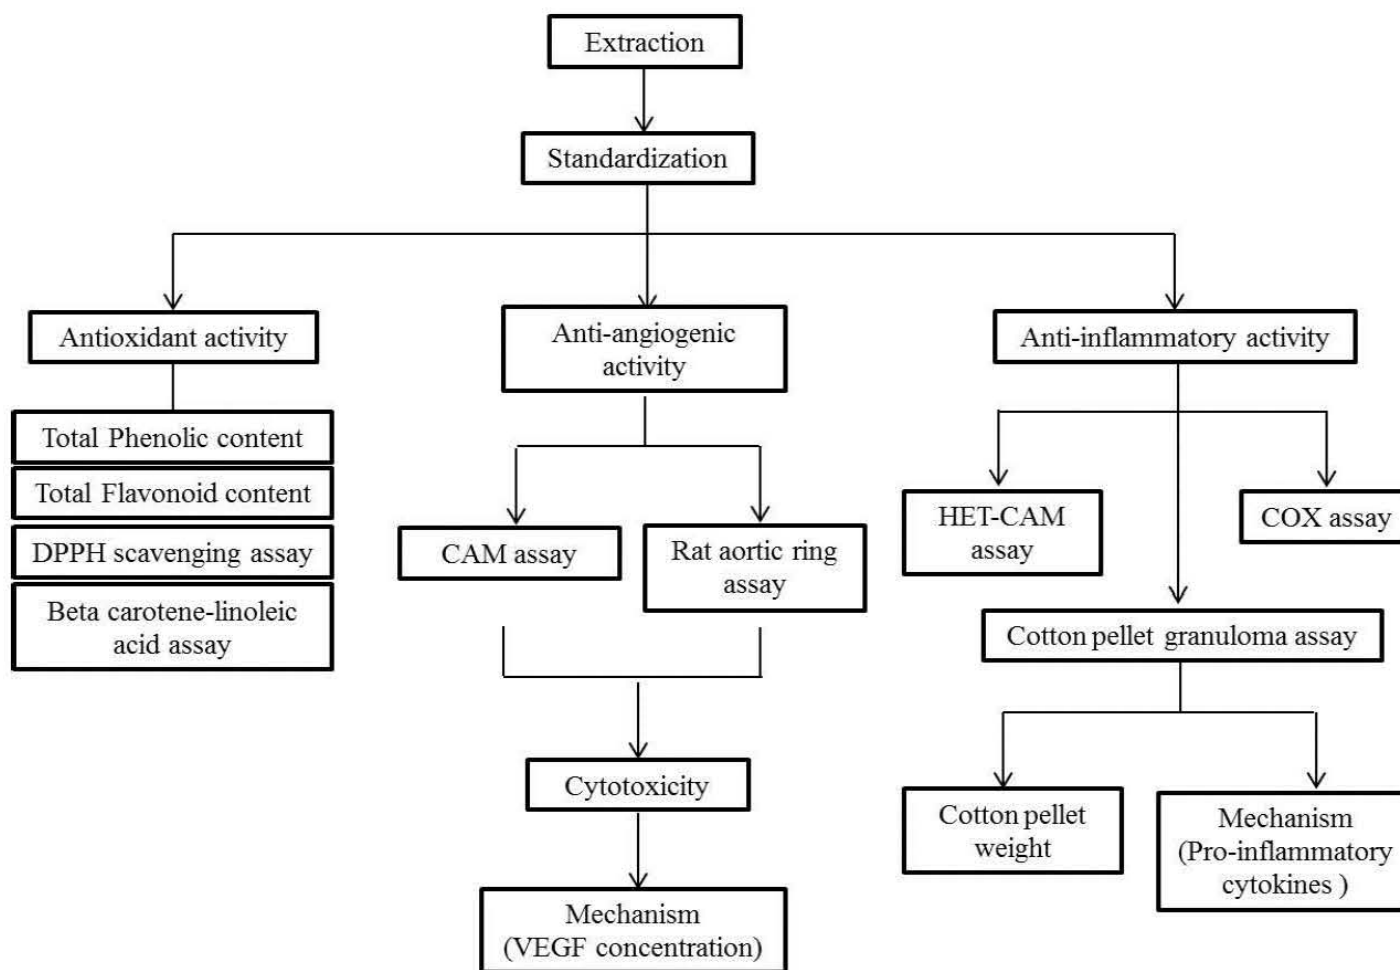 Extraction
Standardization
Antioxidant activity
Total Phenolic content
Total Flavonoid content
DPPH scavenging assay
Beta carotene-linoleic
acid assay
Anti-angiogenic
activity
CAM assay
Rat aortic ring
assay
Cytotoxicity
Mechanism
(VEGF concentration)
Anti-inflammatory activity
HET-CAM
assay
COX assay
Cotton pellet granuloma assay
Cotton pellet
weight
Mechanism
(Pro-inflammatory
cytokines )